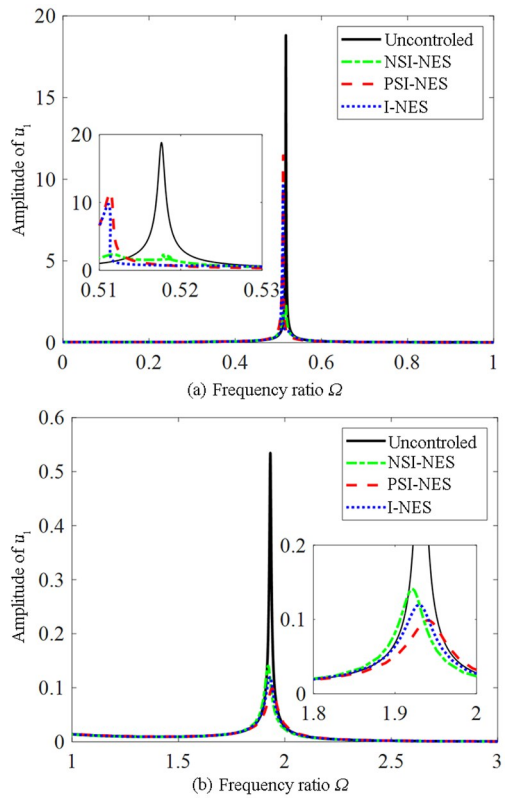 20
15
10
5
0
Amplitude of u₁
Uncontroled
NSI-NES
PSI-NES
I-NES
20
10
0
0.51 0.52 0.53
0 0.2 0.4 0.6 0.8 1
(a) Frequency ratio Ω
0.6
0.5
0.4
0.3
0.2
0.1
0
Amplitude of u₁
Uncontroled
NSI-NES
PSI-NES
I-NES
0.2
0.1
0
1.8 1.9 2
1 1.5 2 2.5 3
(b) Frequency ratio Ω